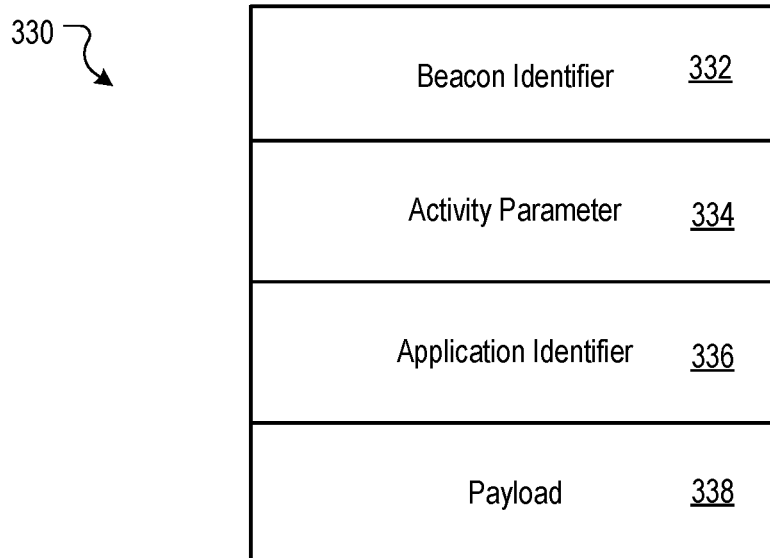 330
Beacon Identifier 332
Activity Parameter 334
Application Identifier 336
Payload 338